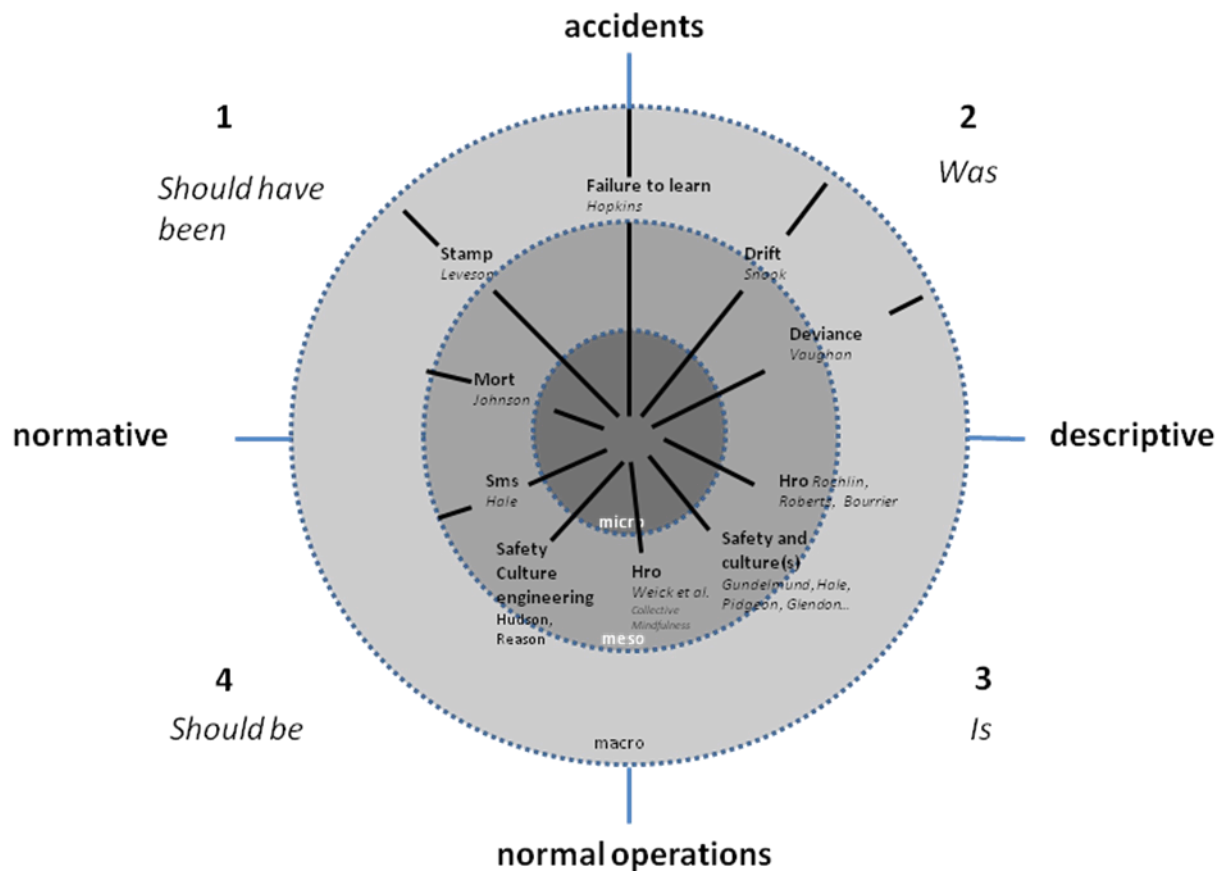 accidents
1
2
Should have
been
Was
Failure to learn
Hopkins
Stamp
Leveson
Drift
Snook
Deviance
Vaughan
Mort
Johnson
normative
descriptive
Sms
Hale
Hro Rochlin,
Roberts, Bourrier
micro
Safety
Culture
engineering
Hudson,
Reason
Hro
Weick et al.
Collective
Mindfulness
Safety and
culture(s)
Gundelmund, Hale,
Pidgeon, Glendon...
meso
4
Should be
3
Is
macro
normal operations